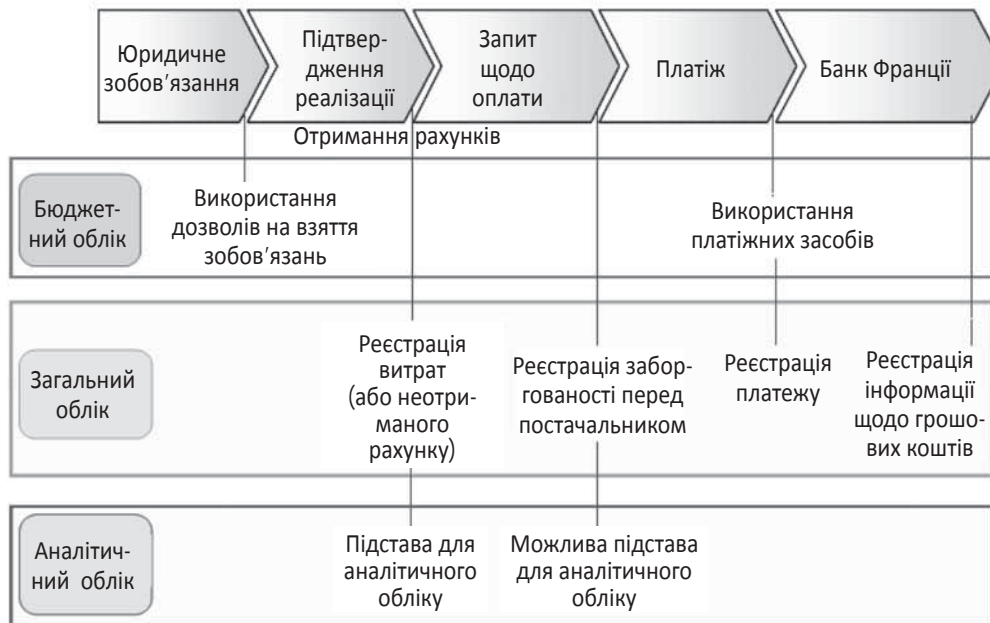 Юридичне
зобов'язання
Підтвер-
дження
реалізації
Запит
щодо
оплати
Платіж
Банк Франції
Отримання рахунків
Бюджет-
ний облік
Використання
дозволів на взяття
зобов'язань
Використання
платіжних засобів
Загальний
облік
Реєстрація
витрат
(або неотри-
маного
рахунку)
Реєстрація забор-
гованості перед
постачальником
Реєстрація
платежу
Реєстрація
інформації
щодо грошо-
вих коштів
Аналітич-
ний облік
Підстава для
аналітичного
обліку
Можлива підстава
для аналітичного
обліку